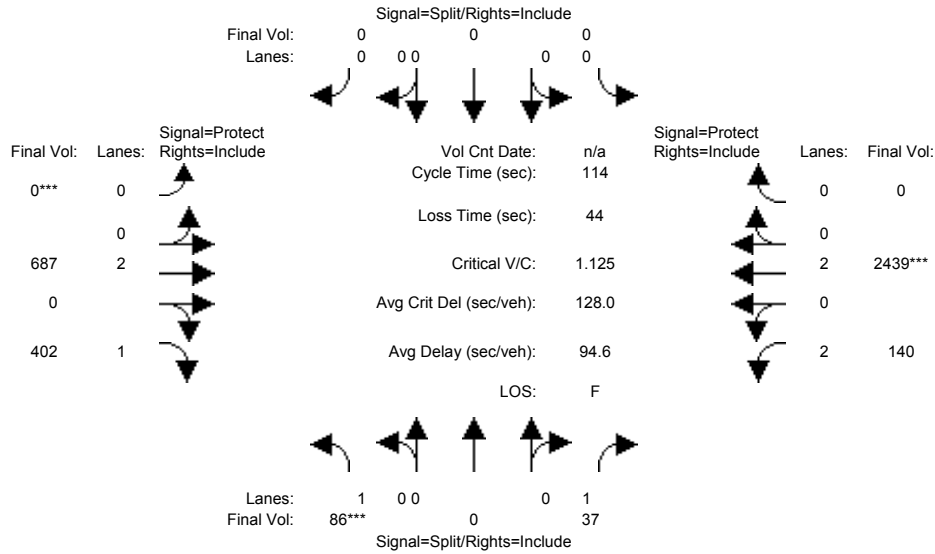 Signal=Split/Rights=Include
Final Vol: 0 0 0
Lanes: 0 0 0 0 0
Signal=Protect Signal=Protect
Final Vol: Lanes: Rights=Include Vol Cnt Date: n/a Rights=Include Lanes: Final Vol:
0*** 0 Cycle Time (sec): 114 0 0
0 Loss Time (sec): 44 0
687 2 Critical V/C: 1.125 2 2439***
0 Avg Crit Del (sec/veh): 128.0 0
402 1 Avg Delay (sec/veh): 94.6 2 140
LOS: F
Lanes: 1 0 0 0 1
Final Vol: 86*** 0 37
Signal=Split/Rights=Include